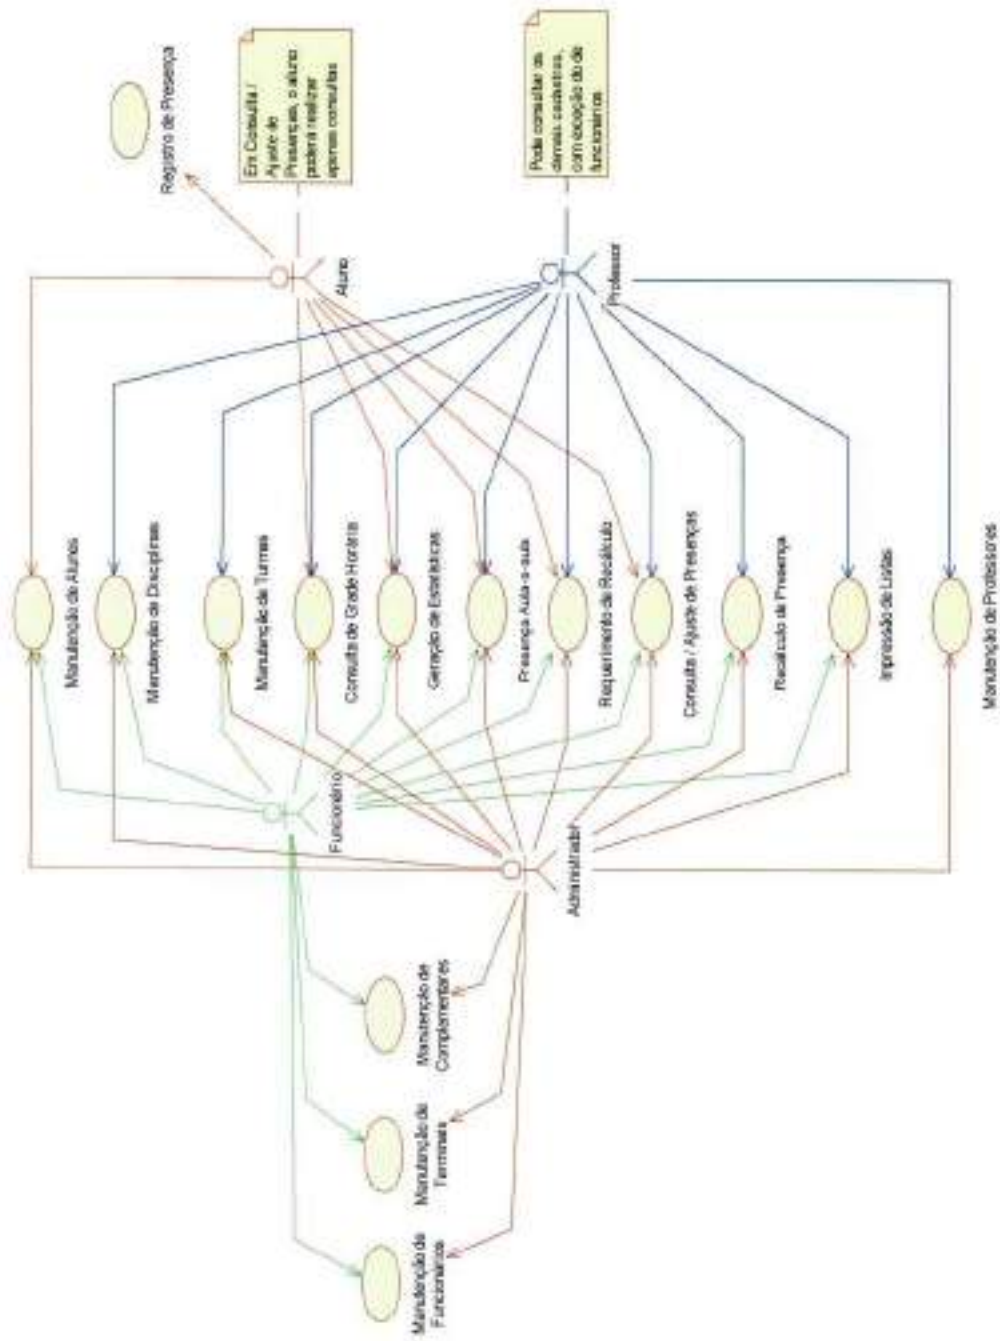 Registro de Presença
Em Consulta /
Ajuste de
Presenças, o aluno
poderá realizar
apenas consultas
Pode consultar os
demais cadastros,
com exceção do de
funcionários
Aluno
Professor
Manutenção de Alunos
Manutenção de Disciplinas
Manutenção de Turmas
Consulta de Grade Horária
Geração de Estatísticas
Presença Aula-a-aula
Requerimento de Recálculo
Consulta / Ajuste de Presenças
Recálculo de Presença
Impressão de Listas
Manutenção de Professores
Funcionário
Administrador
Manutenção de
Complementares
Manutenção de
Terminais
Manutenção de
Funcionários